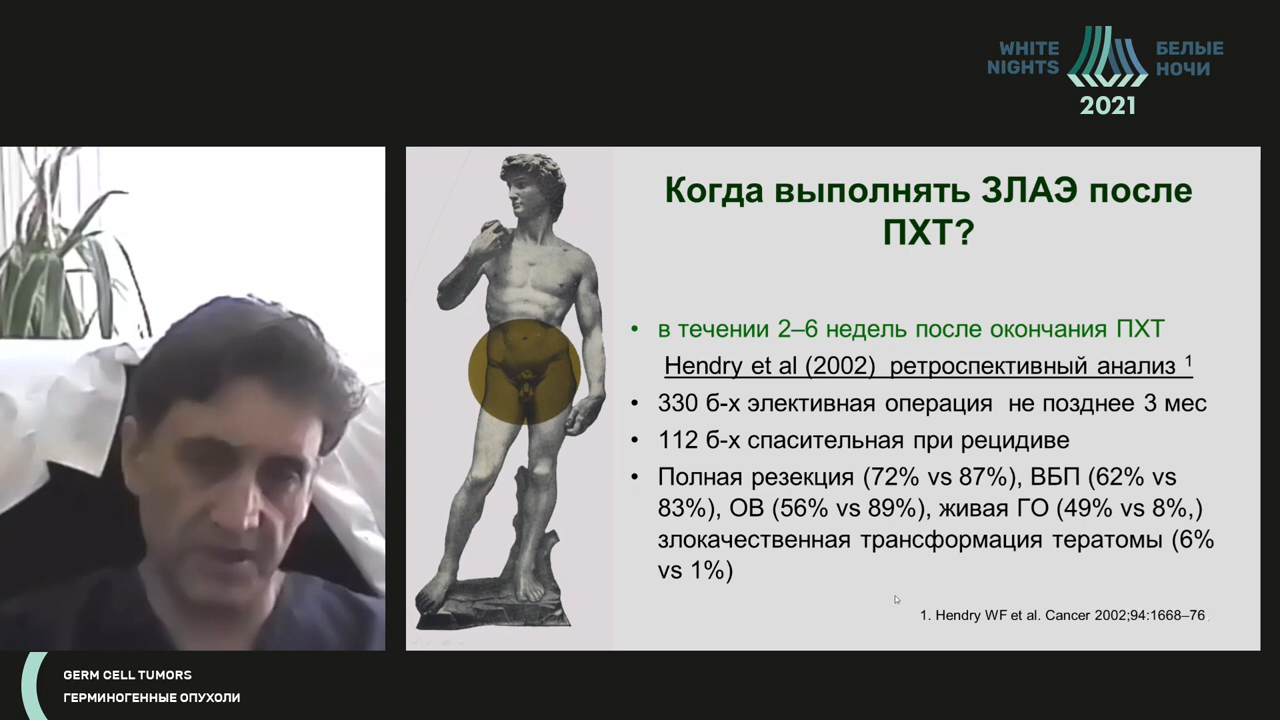 WHITE
NIGHTS
БЕЛЫЕ
НОЧИ
2021
Когда выполнять ЗЛАЭ после
ПХТ?
• в течении 2–6 недель после окончания ПХТ
Hendry et al (2002) ретроспективный анализ ¹
• 330 б-х элективная операция не позднее 3 мес
• 112 б-х спасительная при рецидиве
• Полная резекция (72% vs 87%), ВБП (62% vs
83%), ОВ (56% vs 89%), живая ГО (49% vs 8%,)
злокачественная трансформация тератомы (6%
vs 1%)
1. Hendry WF et al. Cancer 2002;94:1668–76.
GERM CELL TUMORS
ГЕРМИНОГЕННЫЕ ОПУХОЛИ